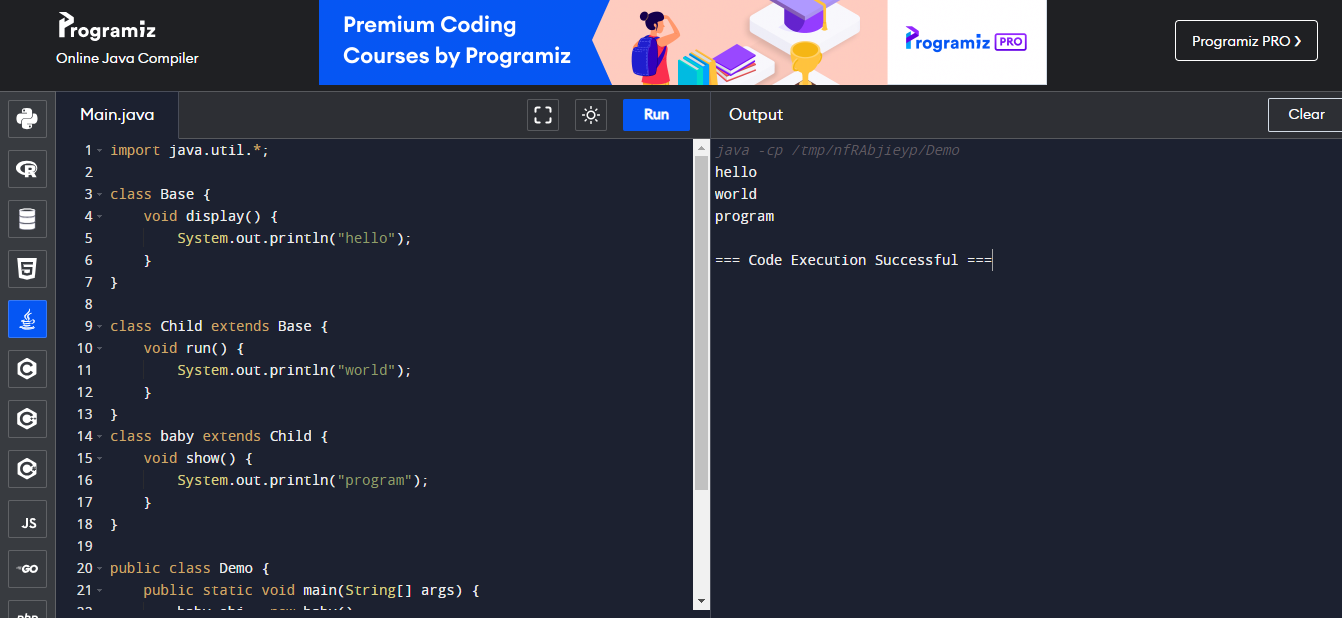 Programiz
Online Java Compiler
Premium Coding
Courses by Programiz
Programiz PRO
Programiz PRO ❯
Main.java
Run
Output
Clear
1 import java.util.*;
2
3 class Base {
4 void display() {
5 System.out.println("hello");
6 }
7 }
8
9 class Child extends Base {
10 void run() {
11 System.out.println("world");
12 }
13 }
14 class baby extends Child {
15 void show() {
16 System.out.println("program");
17 }
18 }
19
20 public class Demo {
21 public static void main(String[] args) {
java -cp /tmp/nfRAbjieyp/Demo
hello
world
program
=== Code Execution Successful ===
JS
GO